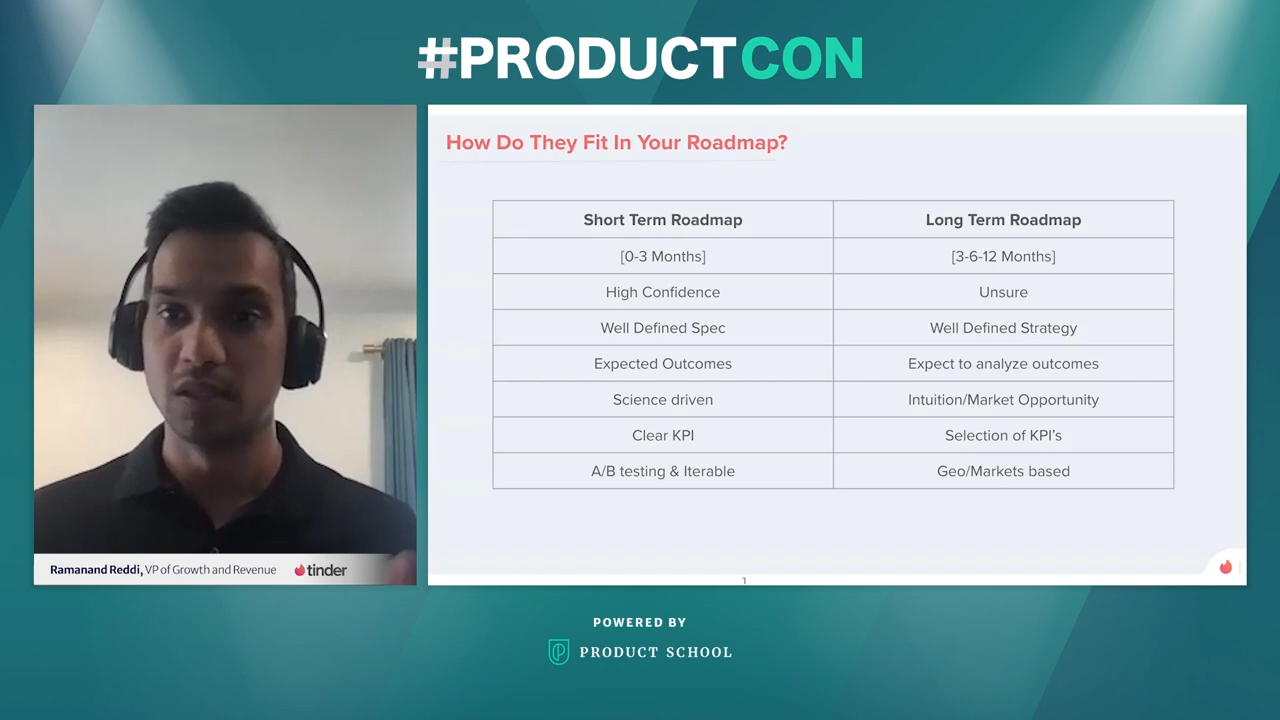 #PRODUCTCON
How Do They Fit In Your Roadmap?
Short Term Roadmap Long Term Roadmap
[0-3 Months] [3-6-12 Months]
High Confidence Unsure
Well Defined Spec Well Defined Strategy
Expected Outcomes Expect to analyze outcomes
Science driven Intuition/Market Opportunity
Clear KPI Selection of KPI's
A/B testing & Iterable Geo/Markets based
1
Ramanand Reddi, VP of Growth and Revenue tinder
POWERED BY
PRODUCT SCHOOL